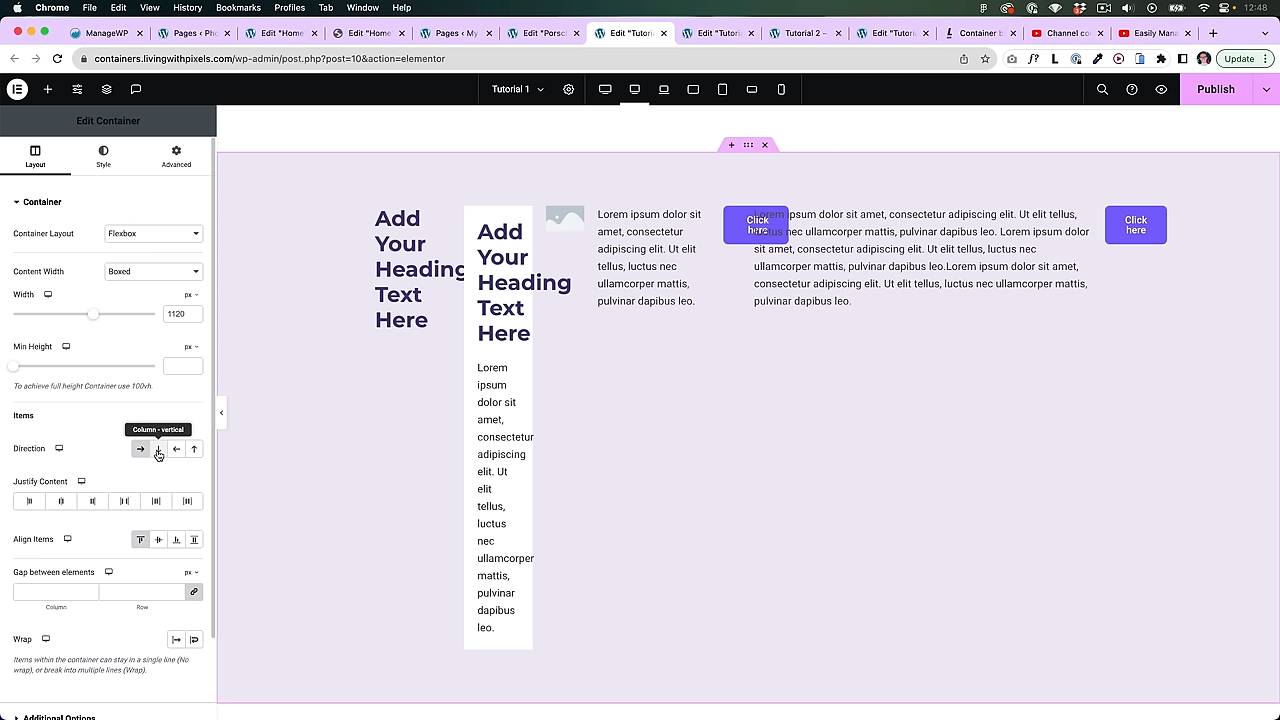 Chrome File Edit View History Bookmarks Profiles Tab Window Help 12:48
ManageWP Pages ‹ Pho Edit "Home Edit "Home Pages ‹ My Edit "Porsc Edit "Tutoria Edit "Tutoria Tutorial 2 – Edit "Tutoria Container b Channel co Easily Mana
containers.livingwithpixels.com/wp-admin/post.php?post=10&action=elementor
f? L Update
Tutorial 1 Publish
Edit Container
Layout Style Advanced
Container
Container Layout Flexbox
Content Width Boxed
Width px
1120
Min Height px
To achieve full height Container use 100vh.
Items
Column - vertical
Direction
Justify Content
Align Items
Gap between elements px
Column Row
Wrap
Items within the container can stay in a single line (No
wrap), or break into multiple lines (Wrap).
Additional Options
Add
Your
Heading
Text
Here
Add
Your
Heading
Text
Here
Lorem
ipsum
dolor sit
amet,
consectetur
adipiscing
elit. Ut
elit
tellus,
luctus
nec
ullamcorper
mattis,
pulvinar
dapibus
leo.
Lorem ipsum dolor sit
amet, consectetur
adipiscing elit. Ut elit
tellus, luctus nec
ullamcorper mattis,
pulvinar dapibus leo.
Click
here
Lorem ipsum dolor sit amet, consectetur adipiscing elit. Ut elit tellus,
luctus nec ullamcorper mattis, pulvinar dapibus leo. Lorem ipsum dolor
sit amet, consectetur adipiscing elit. Ut elit tellus, luctus nec
ullamcorper mattis, pulvinar dapibus leo.Lorem ipsum dolor sit amet,
consectetur adipiscing elit. Ut elit tellus, luctus nec ullamcorper mattis,
pulvinar dapibus leo.
Click
here